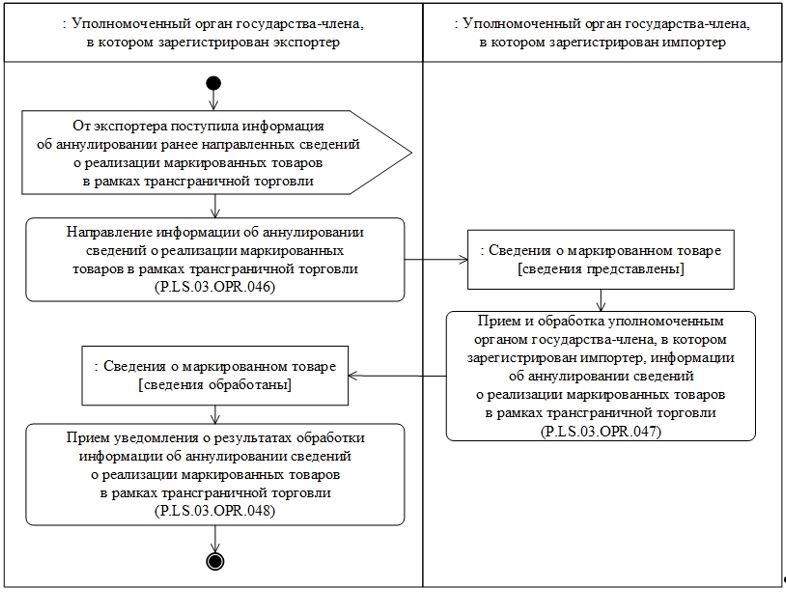 : Уполномоченный орган государства-члена,
в котором зарегистрирован экспортер
: Уполномоченный орган государства-члена,
в котором зарегистрирован импортер
От экспортера поступила информация
об аннулировании ранее направленных сведений
о реализации маркированных товаров
в рамках трансграничной торговли
Направление информации об аннулировании
сведений о реализации маркированных
товаров в рамках трансграничной торговли
(P.LS.03.OPR.046)
: Сведения о маркированном товаре
[сведения представлены]
Прием и обработка уполномоченным
органом государства-члена, в котором
зарегистрирован импортер, информации
об аннулировании сведений
о реализации маркированных товаров
в рамках трансграничной торговли
(P.LS.03.OPR.047)
: Сведения о маркированном товаре
[сведения обработаны]
Прием уведомления о результатах обработки
информации об аннулировании сведений
о реализации маркированных товаров
в рамках трансграничной торговли
(P.LS.03.OPR.048)